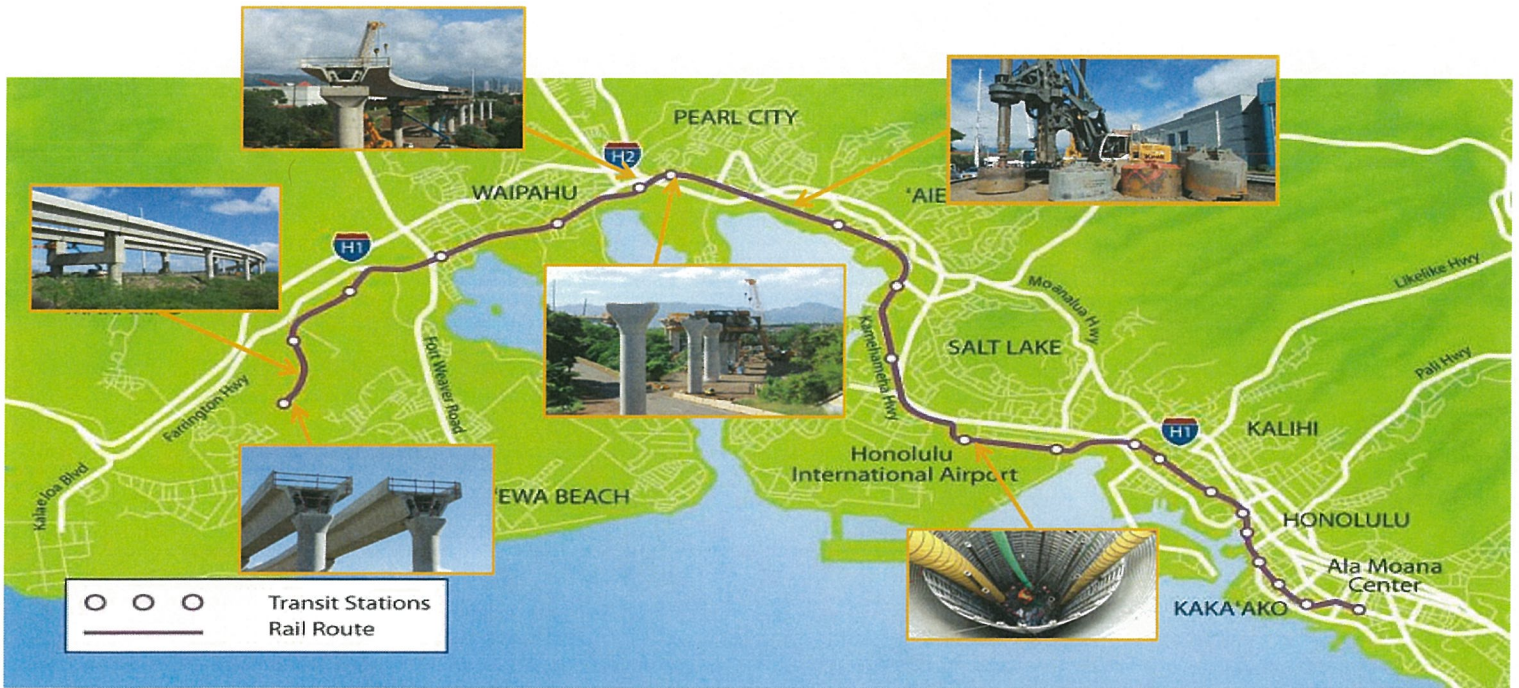 PEARL CITY
H2
WAIPAHU
'AIE
H1
Likelike Hwy
Moanalua Hwy
Kamehameha Hwy
SALT LAKE
Pali Hwy
Fort Weaver Road
Farrington Hwy
H1
KALIHI
Honolulu
International Airport
Kalaeloa Blvd
'EWA BEACH
HONOLULU
Ala Moana
Center
KAKA'AKO
Transit Stations
Rail Route